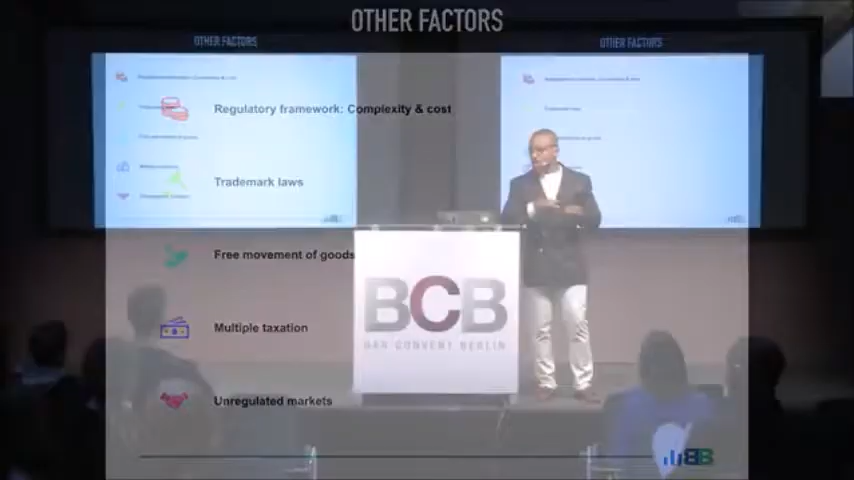 OTHER FACTORS
OTHER FACTORS
OTHER FACTORS
Regulatory framework: Complexity & cost
Trademark laws
Free movement of goods
Multiple taxation
Unregulated markets
BCB
BAR CONVENT BERLIN
BB